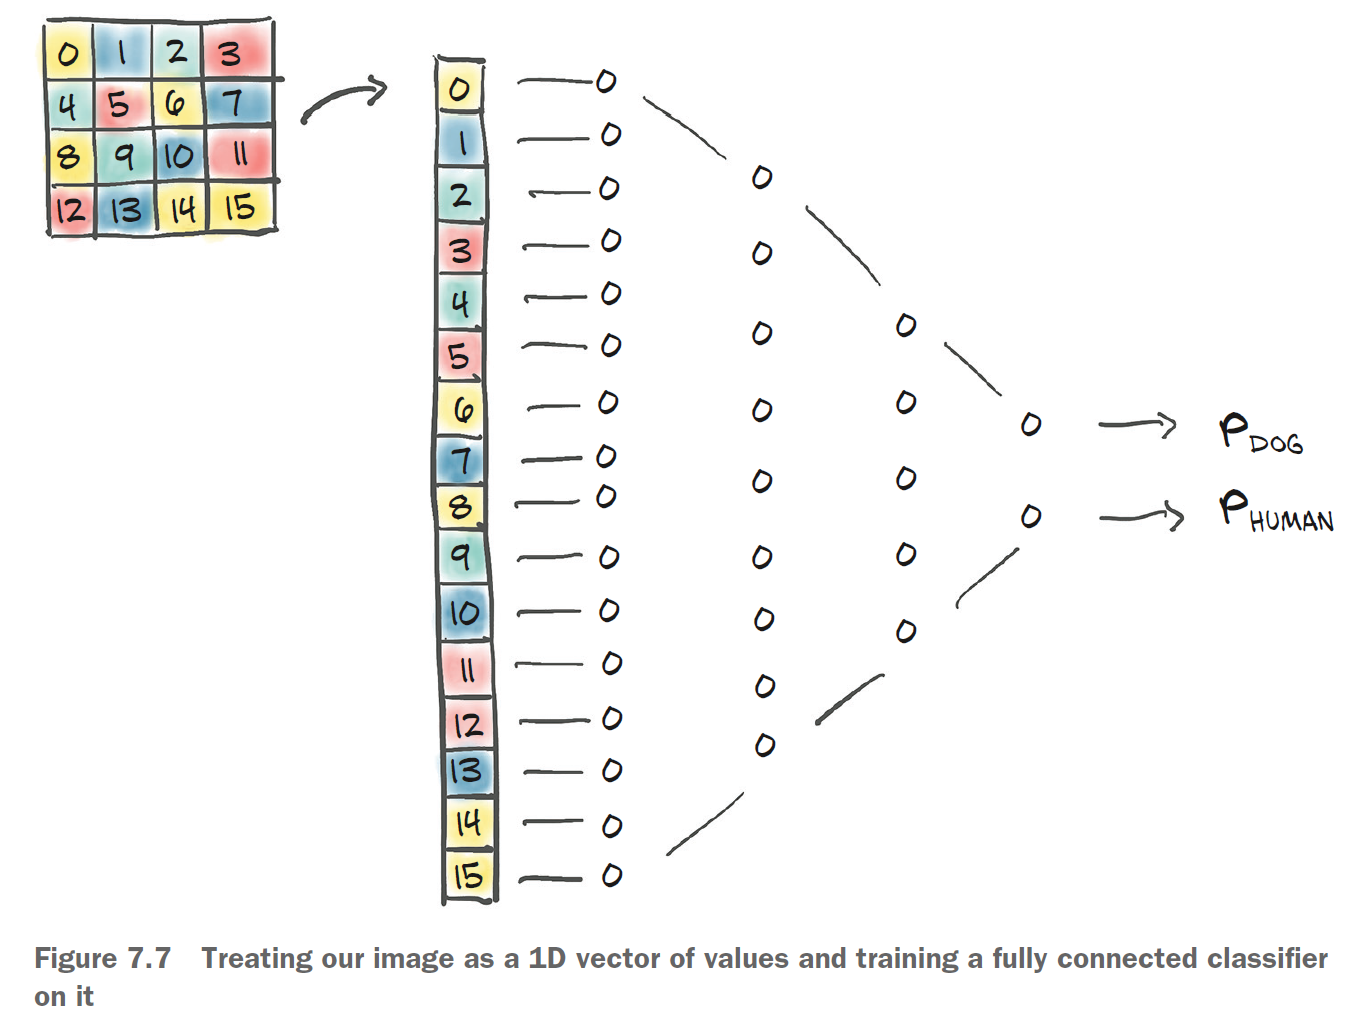 0 1 2 3
4 5 6 7
8 9 10 11
12 13 14 15
0
1
2
3
4
5
6
7
8
9
10
11
12
13
14
15
P DOG
P HUMAN
Figure 7.7 Treating our image as a 1D vector of values and training a fully connected classifier
on it